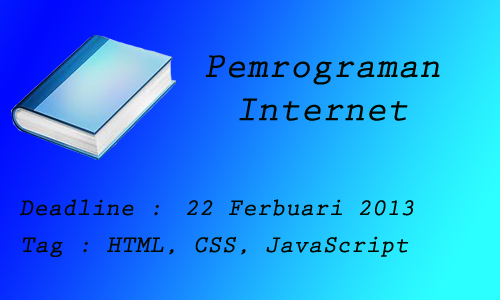 Pemrograman
Internet
Deadline : 22 Ferbuari 2013
Tag : HTML, CSS, JavaScript